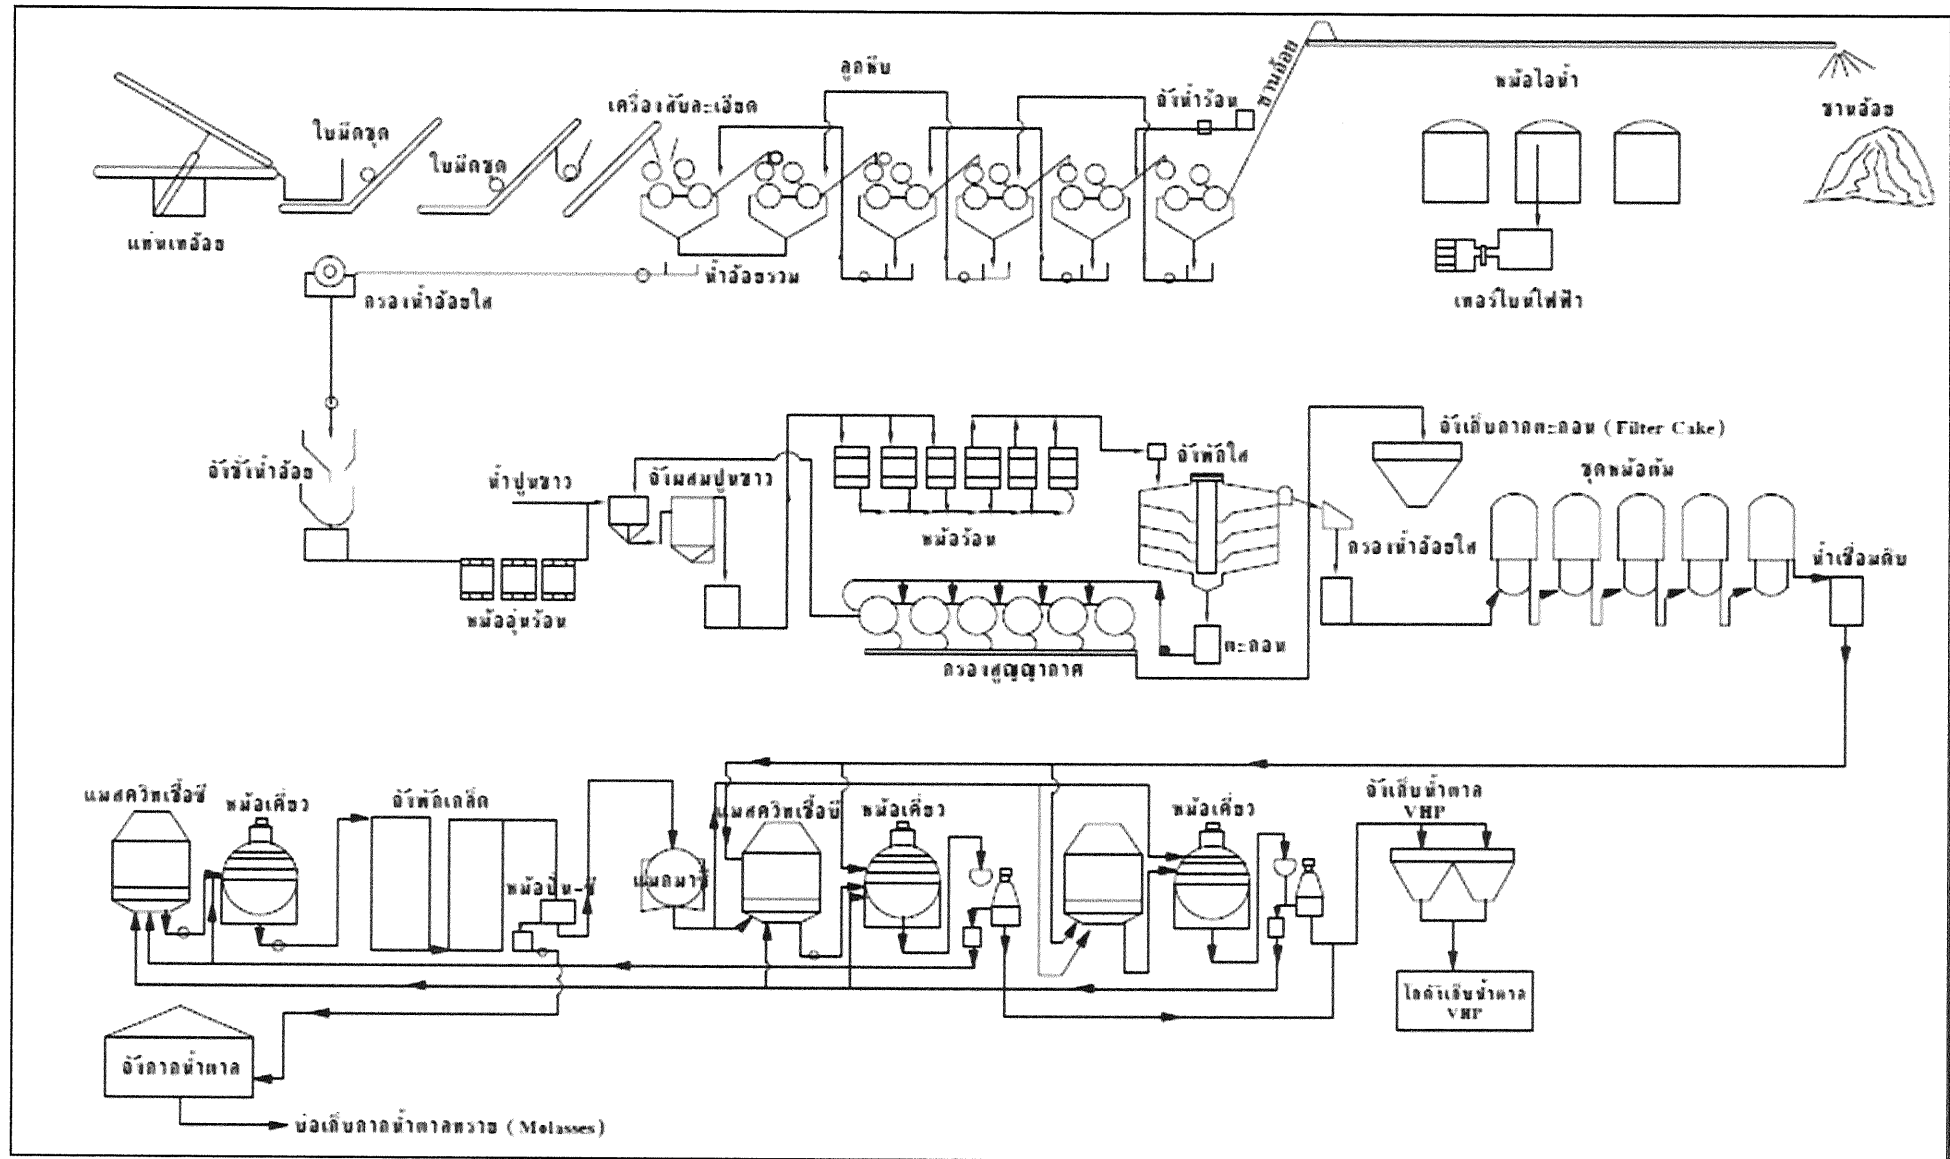 ลูกหีบ
เครื่องสับละเอียด
ถังน้ำร้อน
ชานอ้อย
หม้อไอน้ำ
ชานอ้อย
ใบมีดชุด
ใบมีดชุด
แท่นเทอ้อย
น้ำอ้อยรวม
กรองน้ำอ้อยใส
เทอร์ไบน์ไฟฟ้า
ถังชั่งน้ำอ้อย
น้ำปูนขาว
ถังผสมปูนขาว
หม้ออุ่นร้อน
หม้อร้อน
ถังพักใส
ถังเก็บกากตะกอน (Filter Cake)
ชุดหม้อต้ม
กรองน้ำอ้อยใส
น้ำเชื่อมดิบ
ตะกอน
กรองสูญญากาศ
แมสควิทเชื้อซี
หม้อเคี่ยว
ถังพักเกล็ด
หม้อปั่น-ซี
แมกมาซี
แมสควิทเชื้อบี
หม้อเคี่ยว
หม้อเคี่ยว
ถังเก็บน้ำตาล
VHP
โกดังเก็บน้ำตาล
VHP
ถังกากน้ำตาล
บ่อเก็บกากน้ำตาลทราย (Molasses)